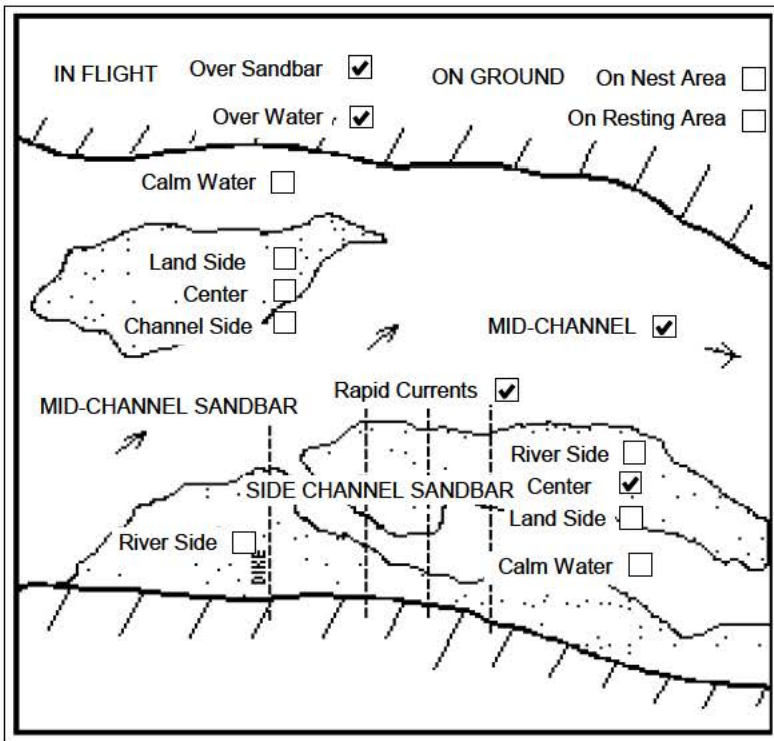 IN FLIGHT Over Sandbar ON GROUND On Nest Area
Over Water On Resting Area
Calm Water
Land Side
Center
Channel Side
MID-CHANNEL
Rapid Currents
MID-CHANNEL SANDBAR
River Side
SIDE CHANNEL SANDBAR Center
Land Side
River Side
DIKE
Calm Water